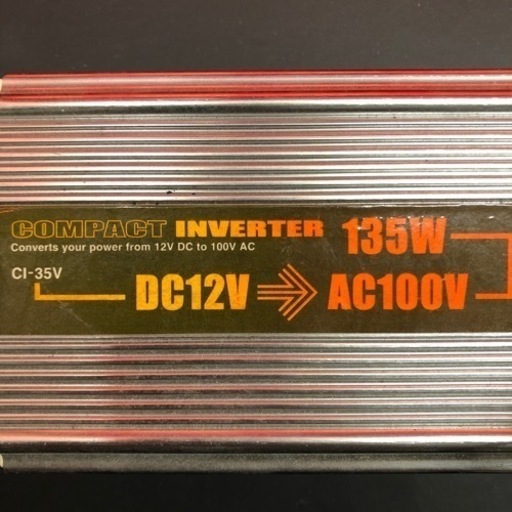 COMPACT INVERTER 135W
Converts your power from 12V DC to 100V AC
CI-35V
DC12V AC100V